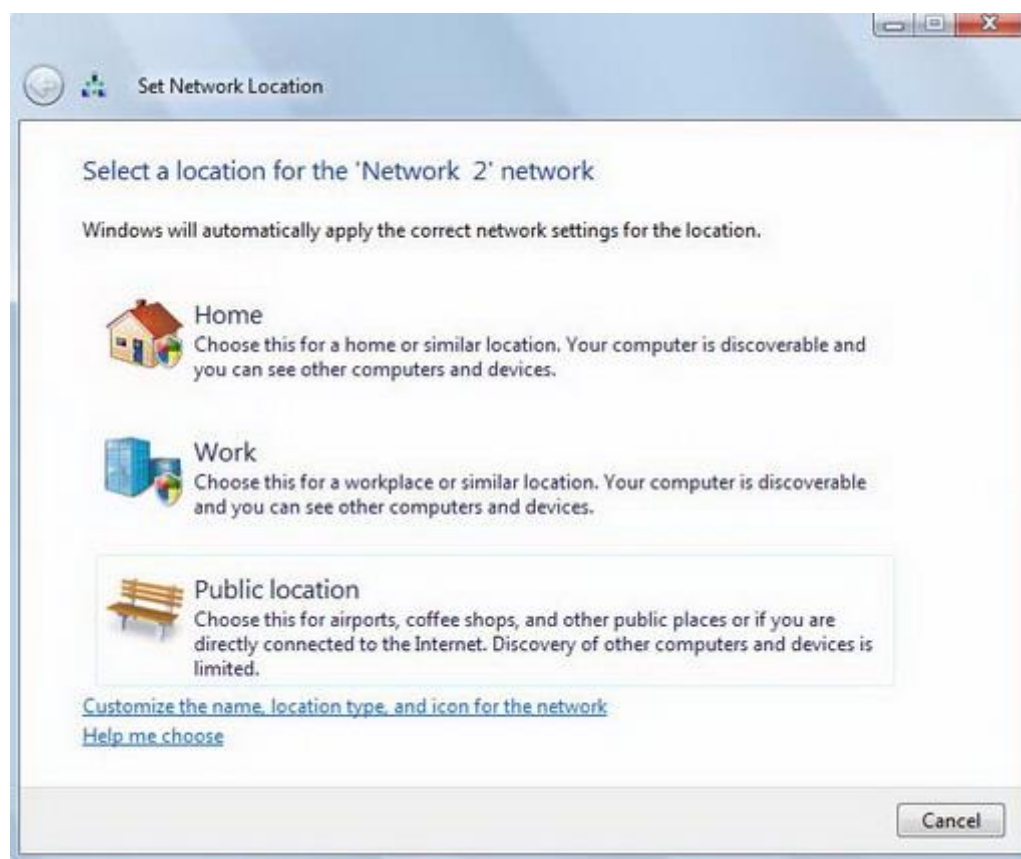 Set Network Location
Select a location for the 'Network 2' network
Windows will automatically apply the correct network settings for the location.
Home
Choose this for a home or similar location. Your computer is discoverable and
you can see other computers and devices.
Work
Choose this for a workplace or similar location. Your computer is discoverable
and you can see other computers and devices.
Public location
Choose this for airports, coffee shops, and other public places or if you are
directly connected to the Internet. Discovery of other computers and devices is
limited.
Customize the name, location type, and icon for the network
Help me choose
Cancel